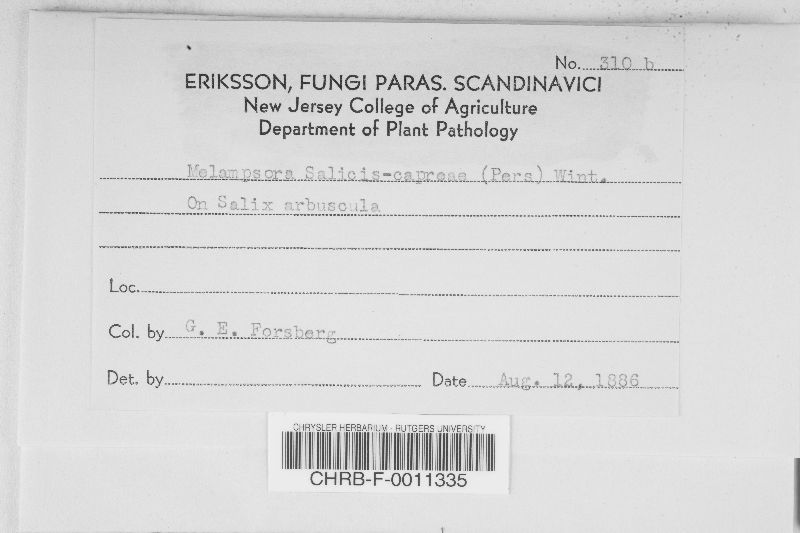 No. 310 b
ERIKSSON, FUNGI PARAS. SCANDINAVICI
New Jersey College of Agriculture
Department of Plant Pathology
Melampsora Salicis-capreae (Pers) Wint.
On Salix arbuscula
Loc.
Col. by G. E. Forsberg
Det. by Date Aug. 12, 1886
CHRYSLER HERBARIUM - RUTGERS UNIVERSITY
CHRB-F-0011335